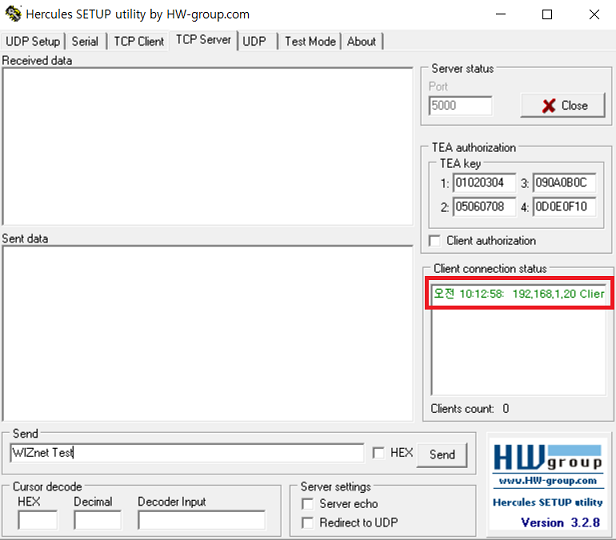 Hercules SETUP utility by HW-group.com
UDP Setup Serial TCP Client TCP Server UDP Test Mode About
Received data
Sent data
Server status
Port
5000
Close
TEA authorization
TEA key
1: 01020304 3: 090A0B0C
2: 05060708 4: 0D0E0F10
Client authorization
Client connection status
오전 10:12:58: 192,168,1,20 Clier
Clients count: 0
Send
WIZnet Test
HEX
Send
Cursor decode
HEX Decimal Decoder Input
Server settings
Server echo
Redirect to UDP
HWgroup
www.HW-group.com
Hercules SETUP utility
Version 3.2.8